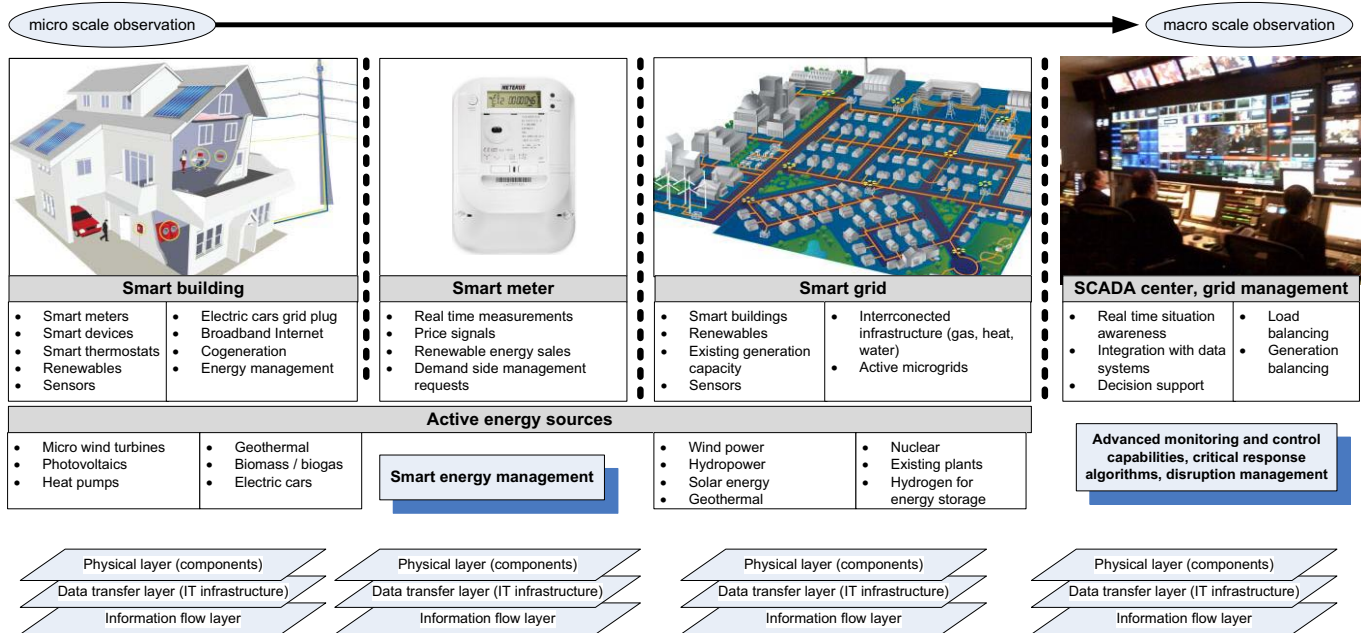 micro scale observation
macro scale observation
Smart building
• Smart meters
• Smart devices
• Smart thermostats
• Renewables
• Sensors
• Electric cars grid plug
• Broadband Internet
• Cogeneration
• Energy management
Smart meter
• Real time measurements
• Price signals
• Renewable energy sales
• Demand side management
requests
Smart grid
• Smart buildings
• Renewables
• Existing generation
capacity
• Sensors
• Interrconected
infrastructure (gas, heat,
water)
• Active microgrids
SCADA center, grid management
• Real time situation
awareness
• Integration with data
systems
• Decision support
• Load
balancing
• Generation
balancing
Active energy sources
• Micro wind turbines
• Photovoltaics
• Heat pumps
• Geothermal
• Biomass / biogas
• Electric cars
Smart energy management
• Wind power
• Hydropower
• Solar energy
• Geothermal
• Nuclear
• Existing plants
• Hydrogen for
energy storage
Advanced monitoring and control
capabilities, critical response
algorithms, disruption management
Physical layer (components)
Data transfer layer (IT infrastructure)
Information flow layer
Physical layer (components)
Data transfer layer (IT infrastructure)
Information flow layer
Physical layer (components)
Data transfer layer (IT infrastructure)
Information flow layer
Physical layer (components)
Data transfer layer (IT infrastructure)
Information flow layer